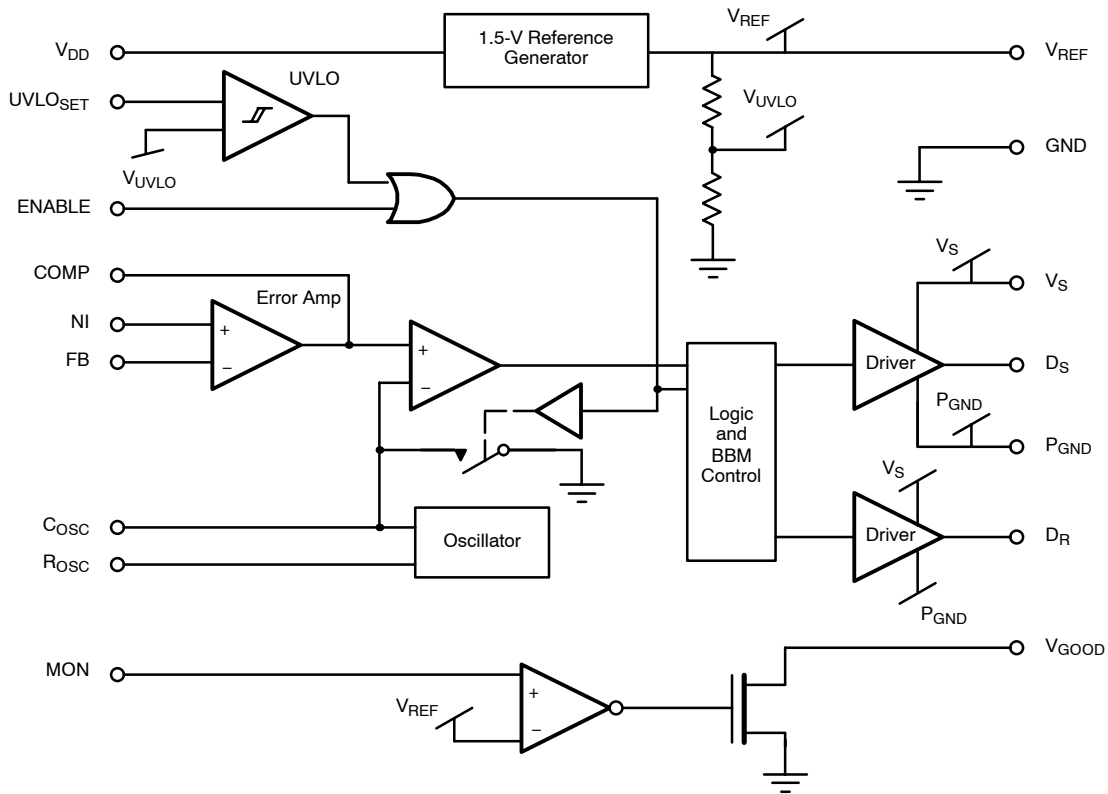 VREF
VDD
1.5-V Reference
Generator
VREF
UVLO
UVLOSET
VUVLO
VUVLO
GND
ENABLE
COMP
Error Amp
VS
VS
NI
+
FB
−
+
−
Driver
DS
Logic
and
BBM
Control
PGND
PGND
VS
COSC
Oscillator
ROSC
Driver
DR
PGND
MON
VGOOD
VREF
+
−